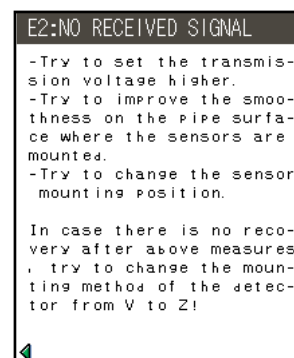 E2:NO RECEIVED SIGNAL
-Try to set the transmis-
sion voltage higher.
-Try to improve the smoo-
thness on the pipe surfa-
ce where the sensors are
mounted.
-Try to change the sensor
mounting position.
In case there is no reco-
very after above measures
, try to change the moun-
ting method of the detec-
tor from V to Z!